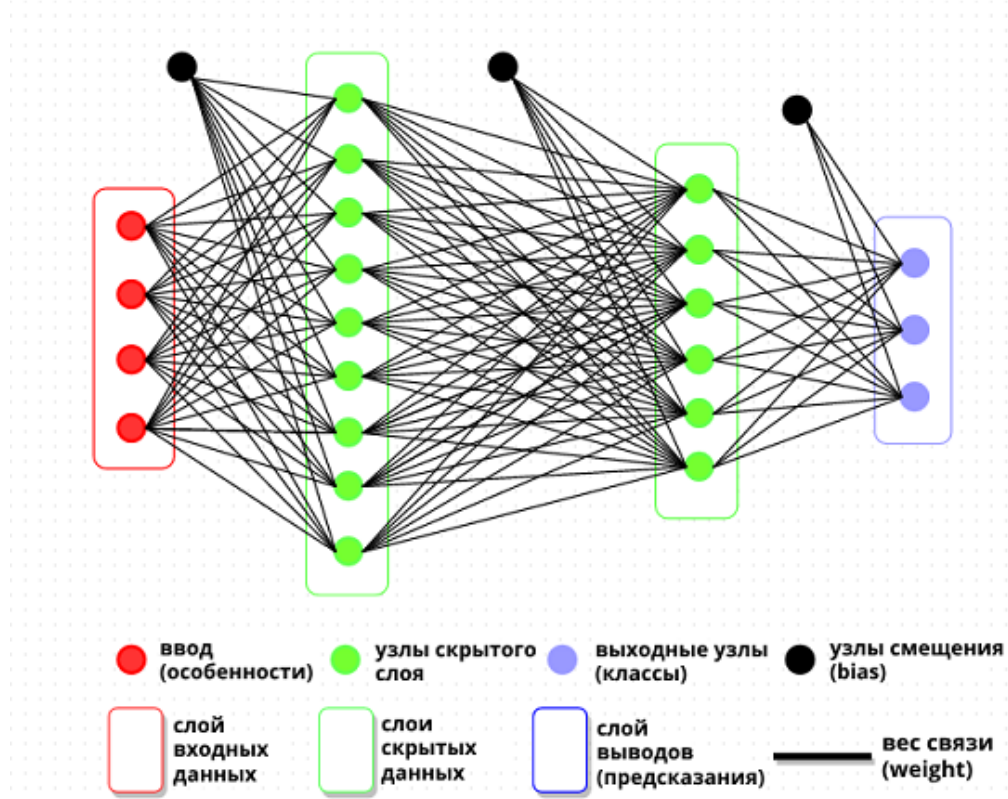 ввод
(особенности)
узлы скрытого
слоя
выходные узлы
(классы)
узлы смещения
(bias)
слой
входных
данных
слои
скрытых
данных
слой
выводов
(предсказания)
вес связи
(weight)